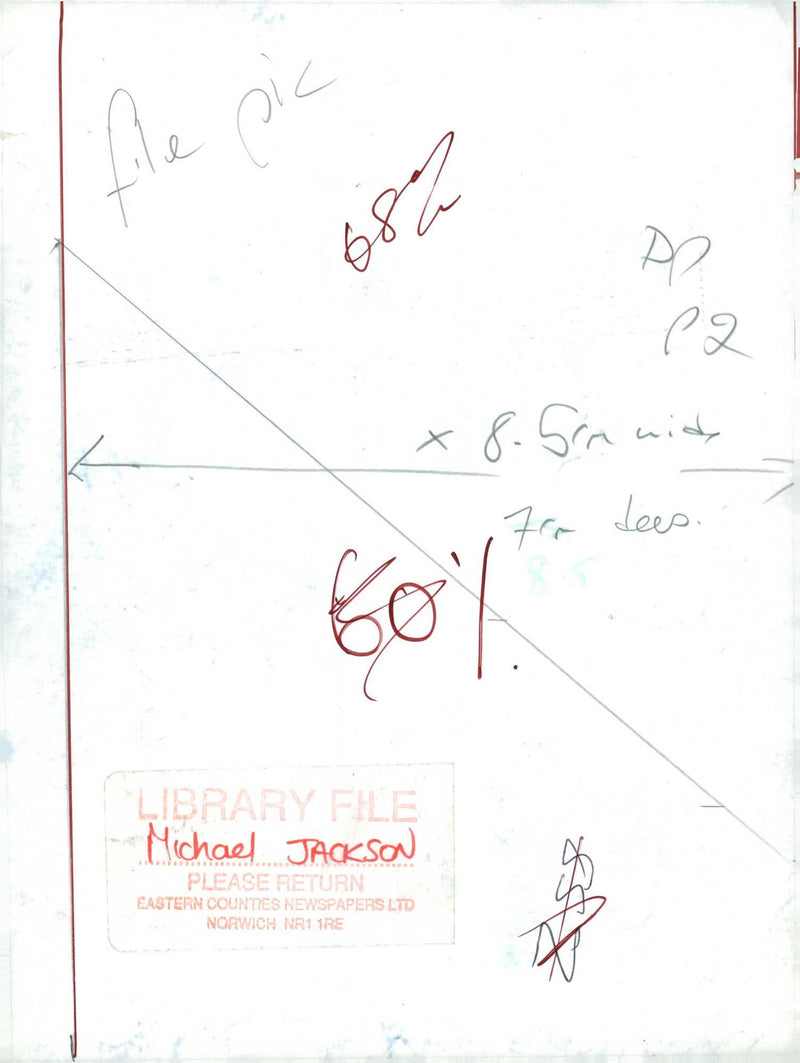 file pic
68%
P2
x 8.5cm wide
7cm deep.
8.5
60%
LIBRARY FILE
Michael JACKSON
PLEASE RETURN
EASTERN COUNTIES NEWSPAPERS LTD
NORWICH NR1 1RE